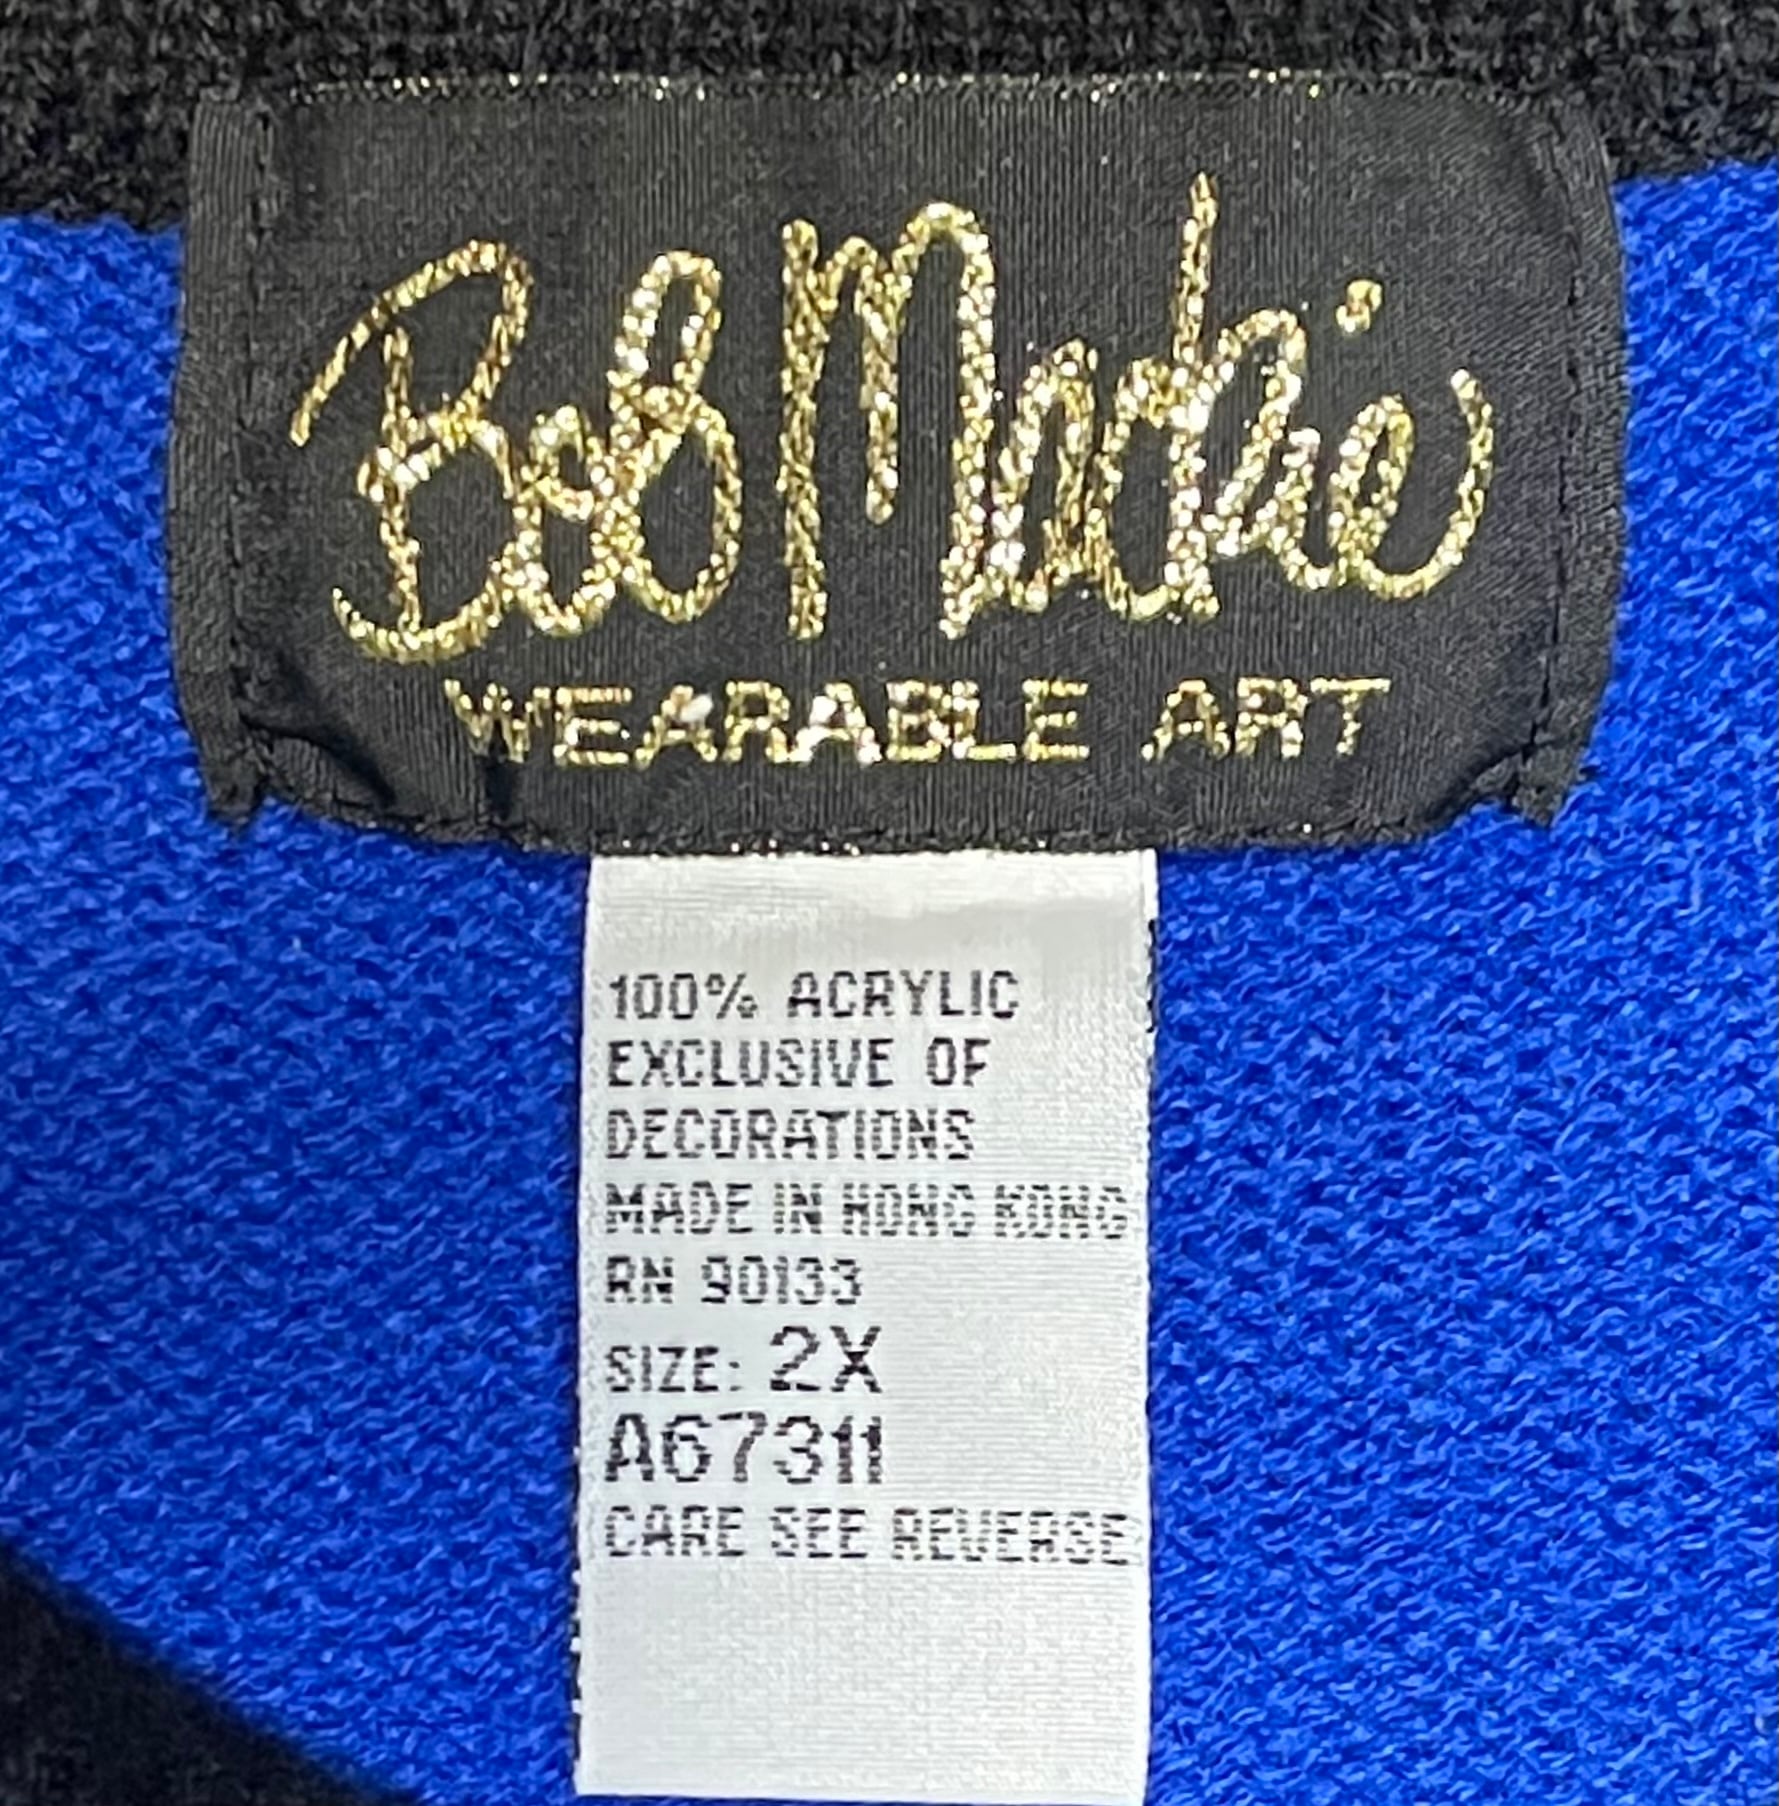 Bob Mackie
WEARABLE ART
100% ACRYLIC
EXCLUSIVE OF
DECORATIONS
MADE IN HONG KONG
RN 90133
SIZE: 2X
A67311
CARE SEE REVERSE